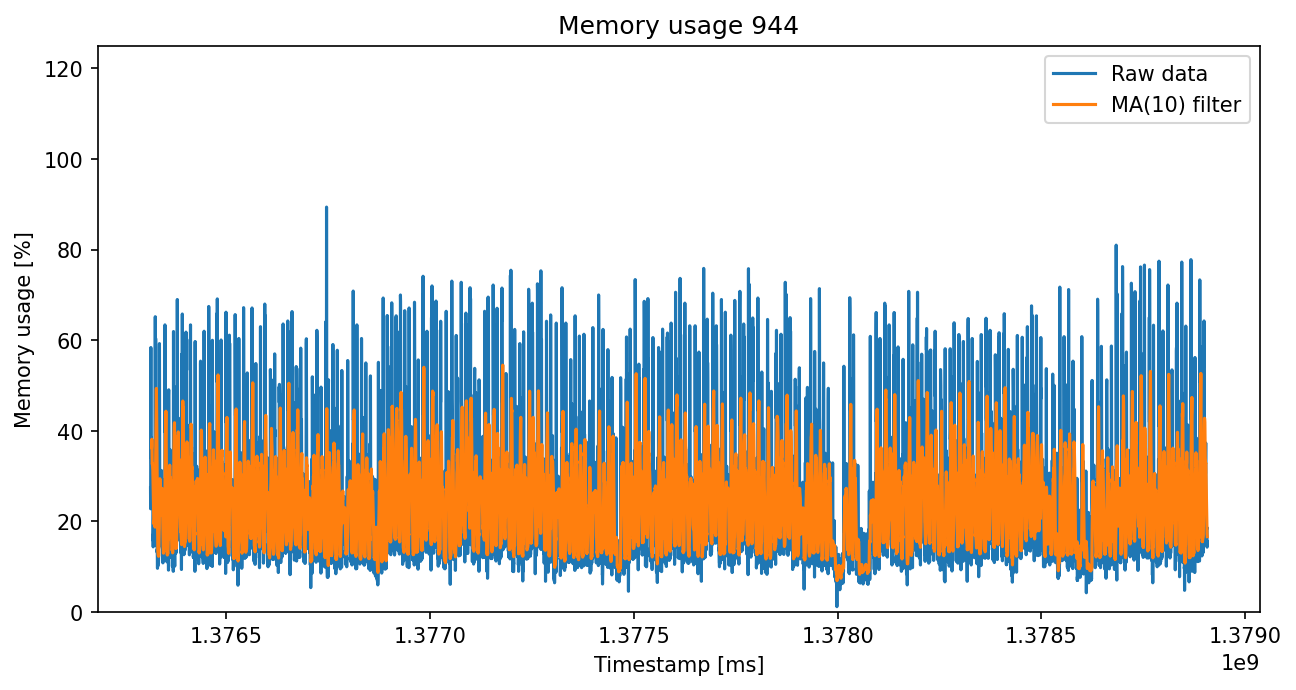 Memory usage 944
Raw data
MA(10) filter
Memory usage [%]
120
100
80
60
40
20
0
1.3765 1.3770 1.3775 1.3780 1.3785 1.3790
1e9
Timestamp [ms]